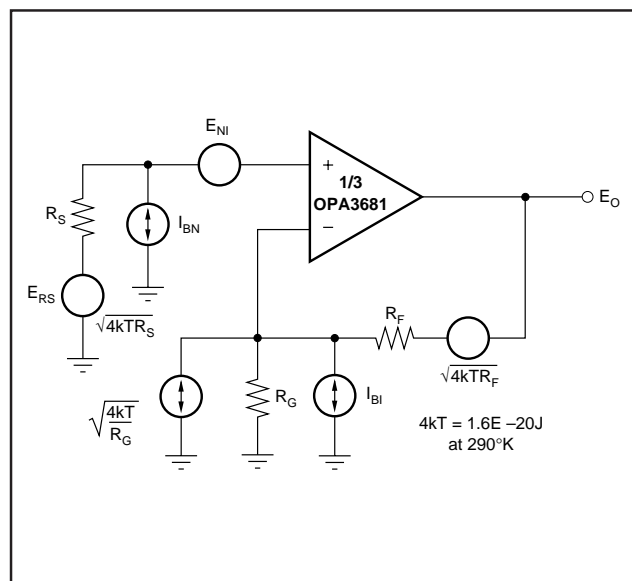 E_NI
+
1/3
OPA3681
−
E_O
R_S
I_BN
E_RS
√4kTR_S
R_F
√4kTR_F
√4kT/R_G
R_G
I_BI
4kT = 1.6E –20J
at 290°K